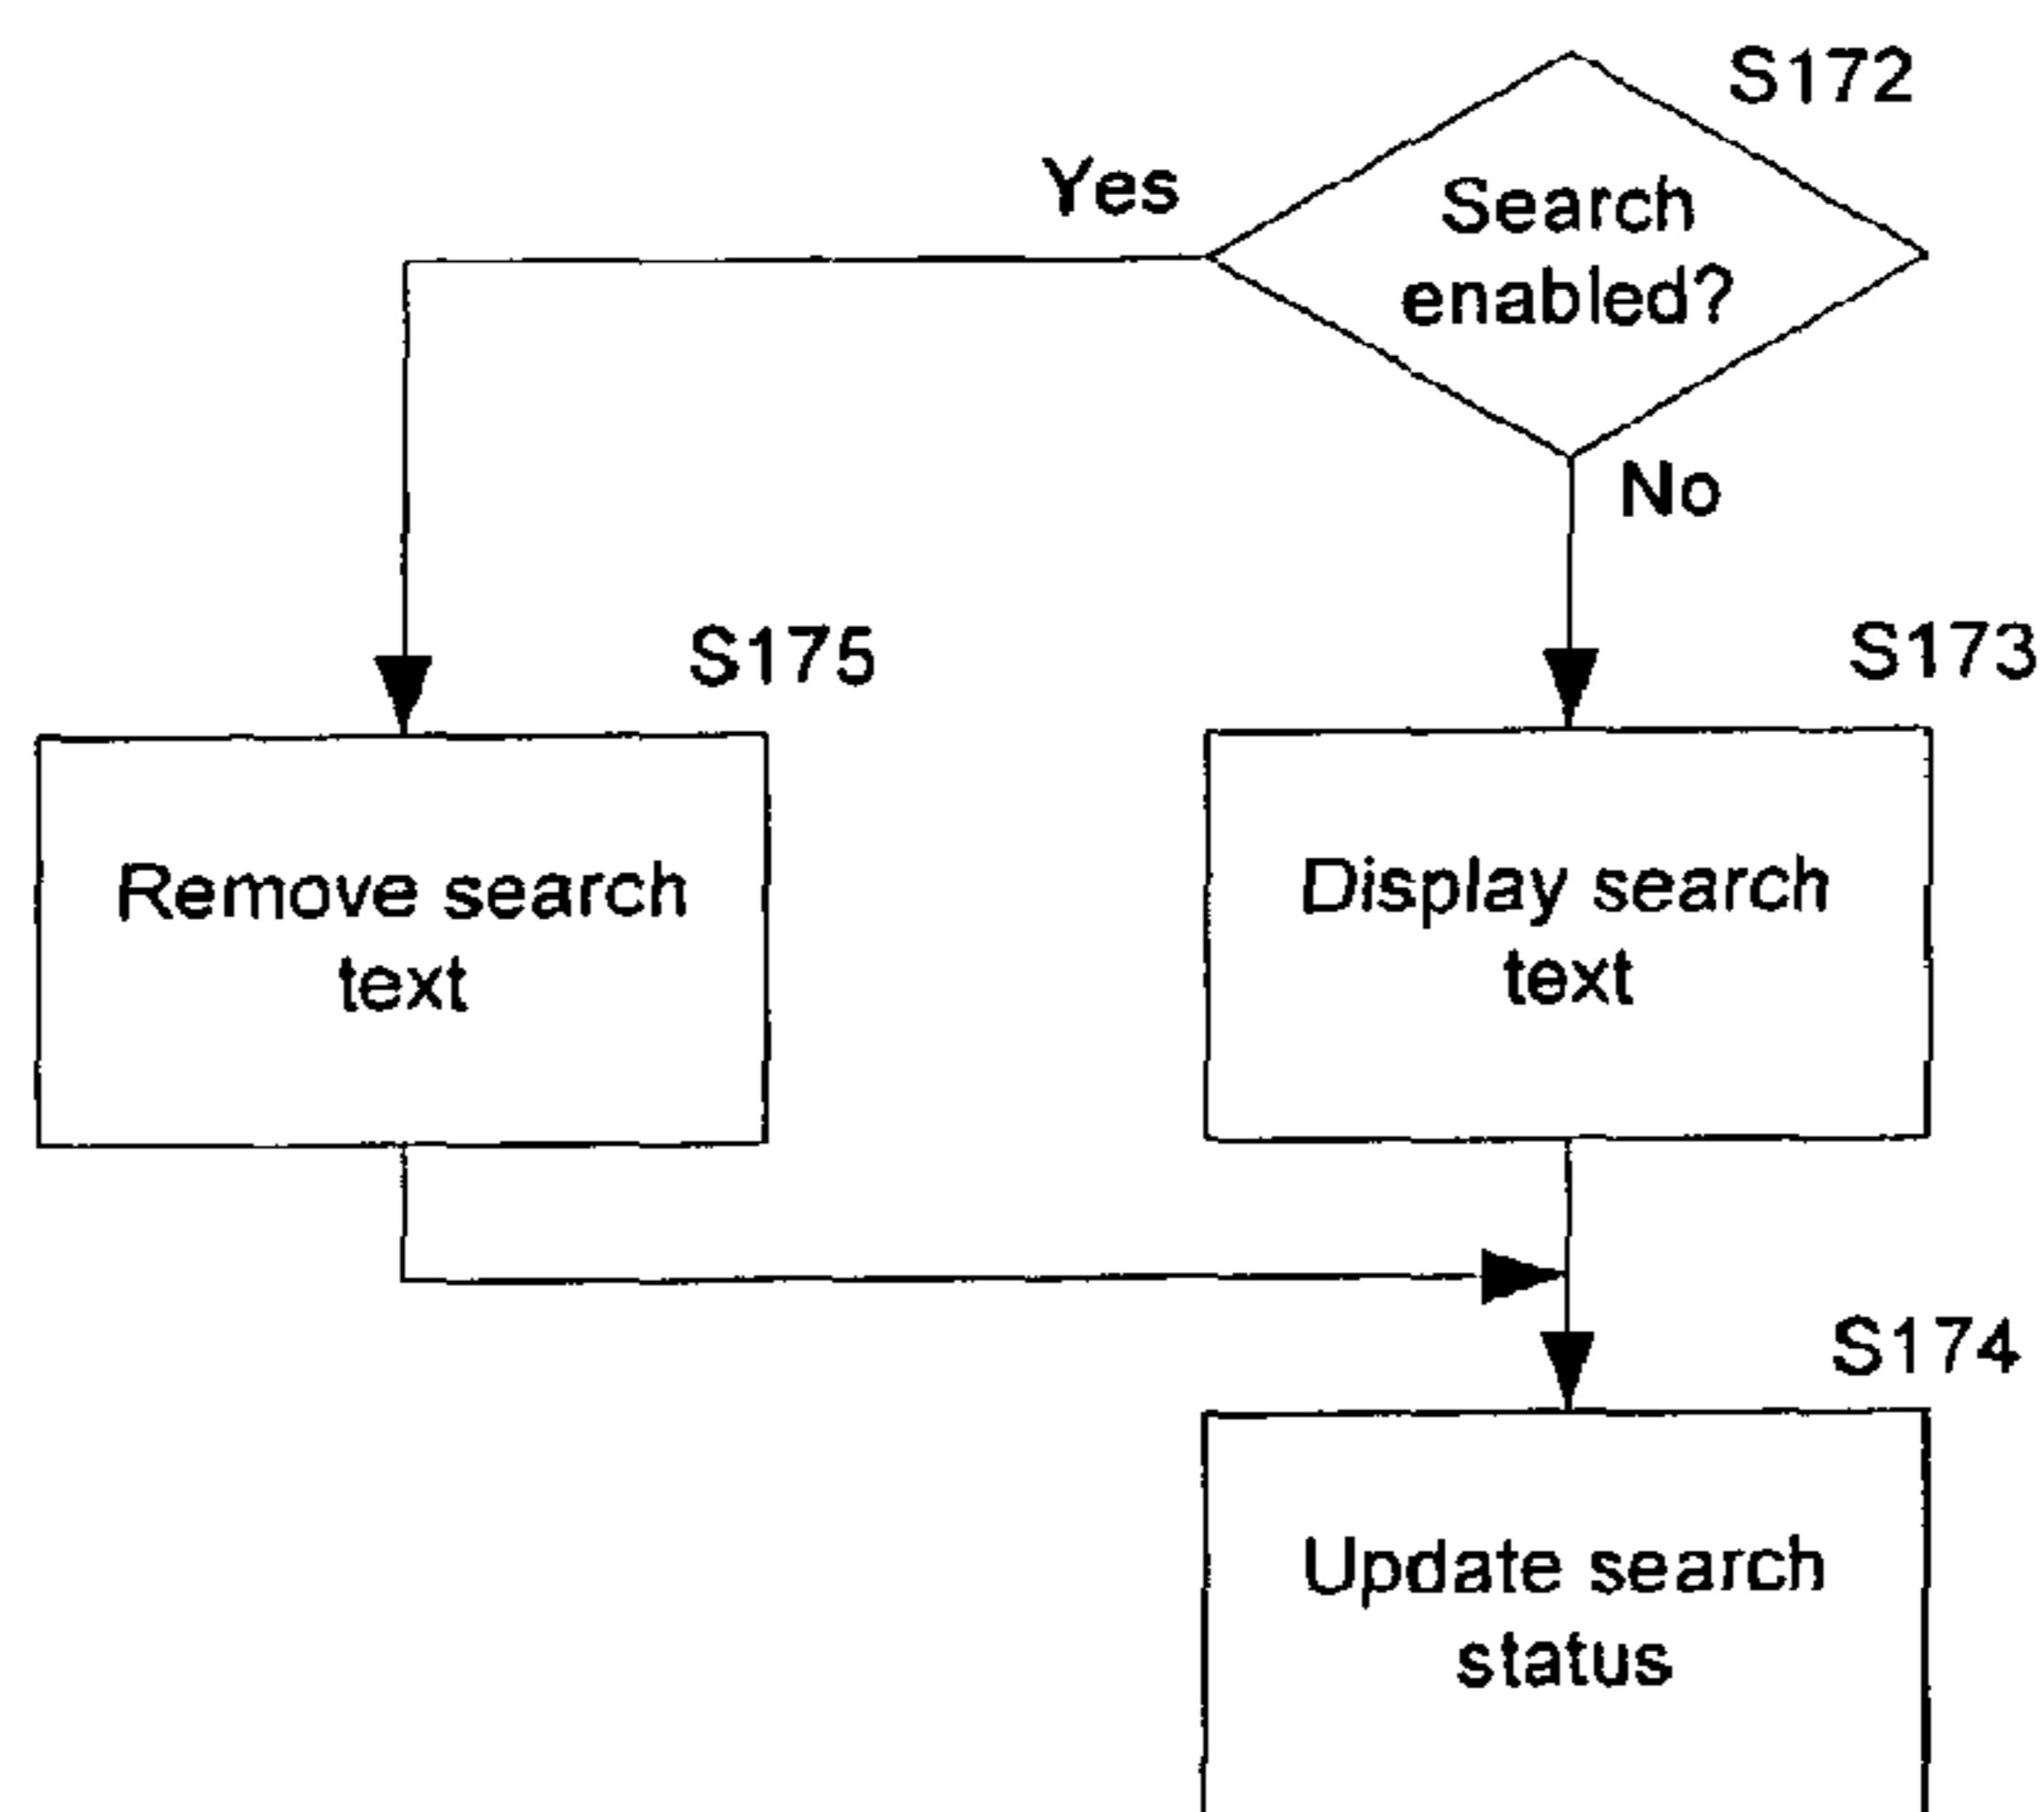 S172
Yes
Search
enabled?
No
S175
S173
Remove search
text
Display search
text
S174
Update search
status